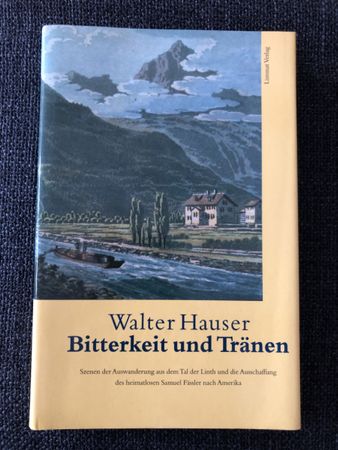 Limmat Verlag
Walter Hauser
Bitterkeit und Tränen
Szenen der Auswanderung aus dem Tal der Linth und die Ausschaffung
des heimatlosen Samuel Fässler nach Amerika